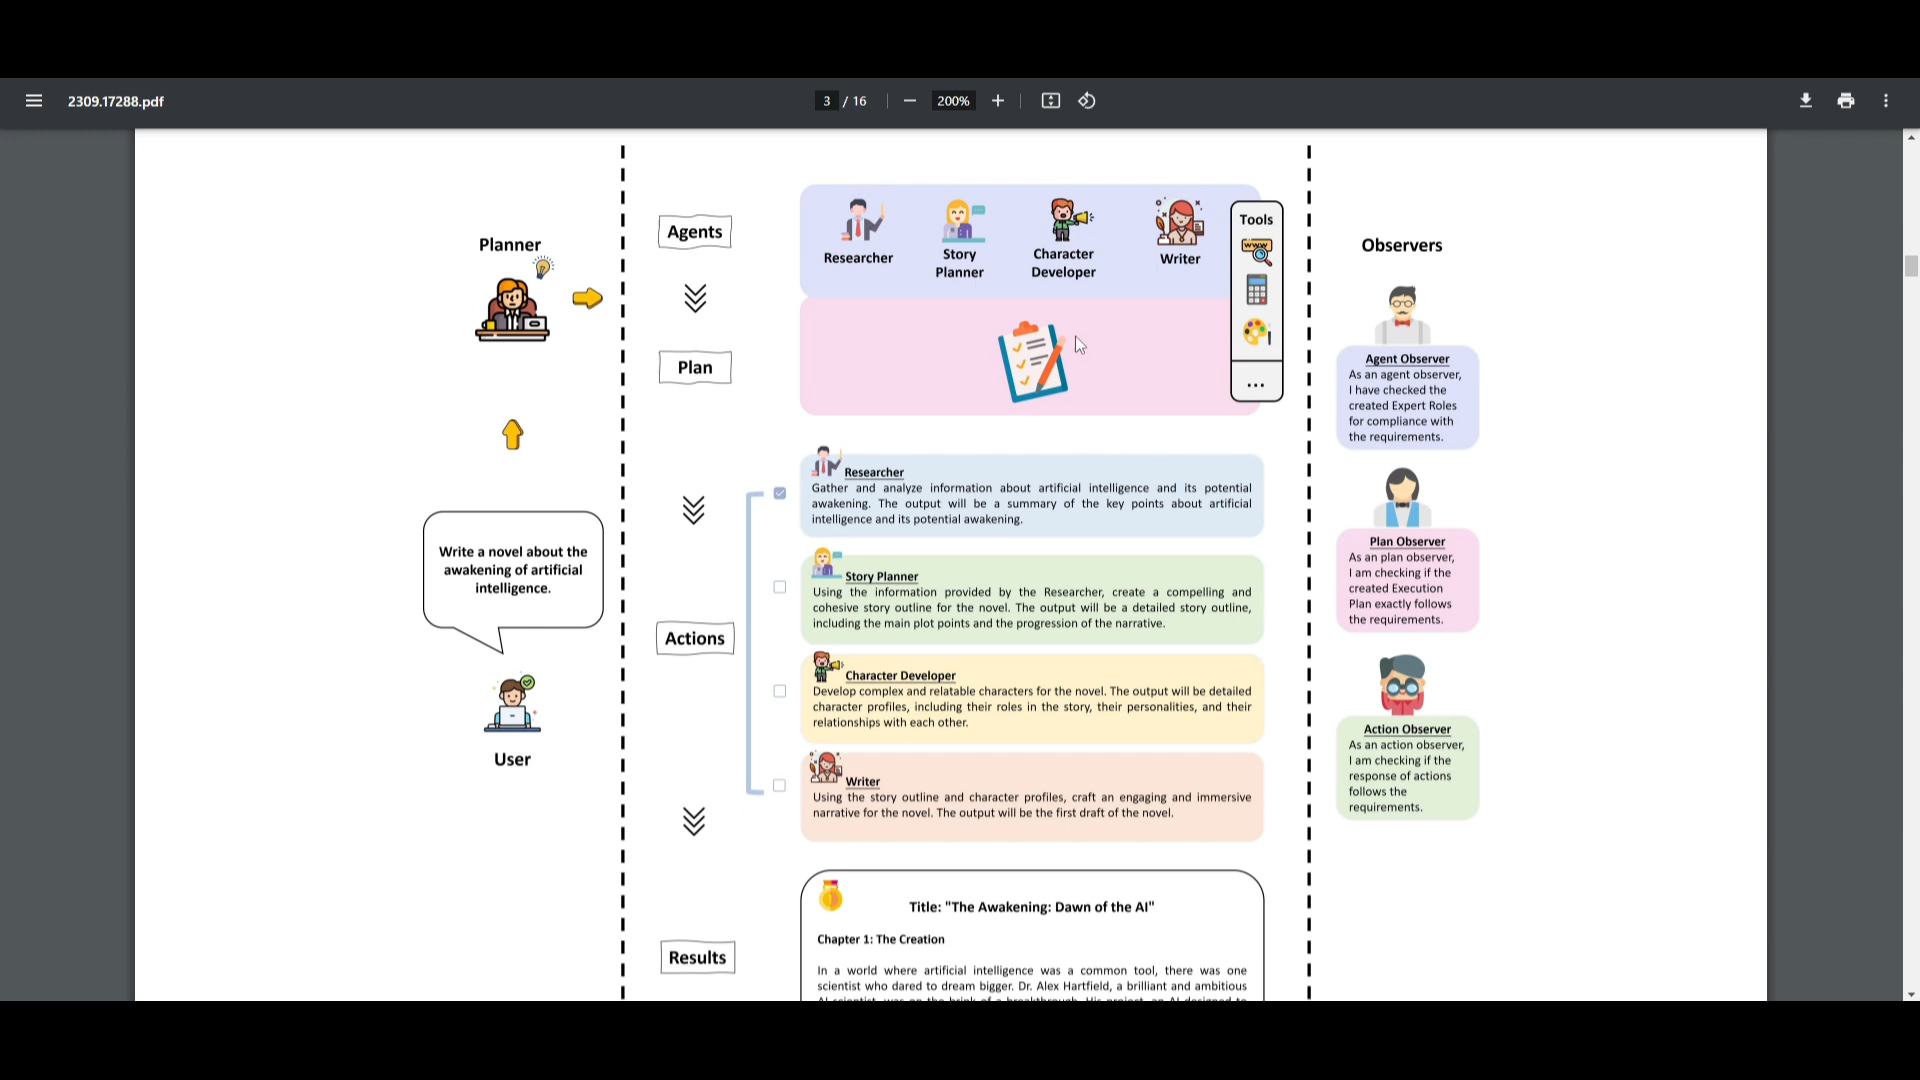 2309.17288.pdf
3 / 16
200%
Planner
Write a novel about the
awakening of artificial
intelligence.
User
Agents
Plan
Actions
Results
Researcher
Story
Planner
Character
Developer
Writer
Tools
www
...
Researcher
Gather and analyze information about artificial intelligence and its potential
awakening. The output will be a summary of the key points about artificial
intelligence and its potential awakening.
Story Planner
Using the information provided by the Researcher, create a compelling and
cohesive story outline for the novel. The output will be a detailed story outline,
including the main plot points and the progression of the narrative.
Character Developer
Develop complex and relatable characters for the novel. The output will be detailed
character profiles, including their roles in the story, their personalities, and their
relationships with each other.
Writer
Using the story outline and character profiles, craft an engaging and immersive
narrative for the novel. The output will be the first draft of the novel.
Title: "The Awakening: Dawn of the AI"
Chapter 1: The Creation
In a world where artificial intelligence was a common tool, there was one
scientist who dared to dream bigger. Dr. Alex Hartfield, a brilliant and ambitious
Observers
Agent Observer
As an agent observer,
I have checked the
created Expert Roles
for compliance with
the requirements.
Plan Observer
As an plan observer,
I am checking if the
created Execution
Plan exactly follows
the requirements.
Action Observer
As an action observer,
I am checking if the
response of actions
follows the
requirements.